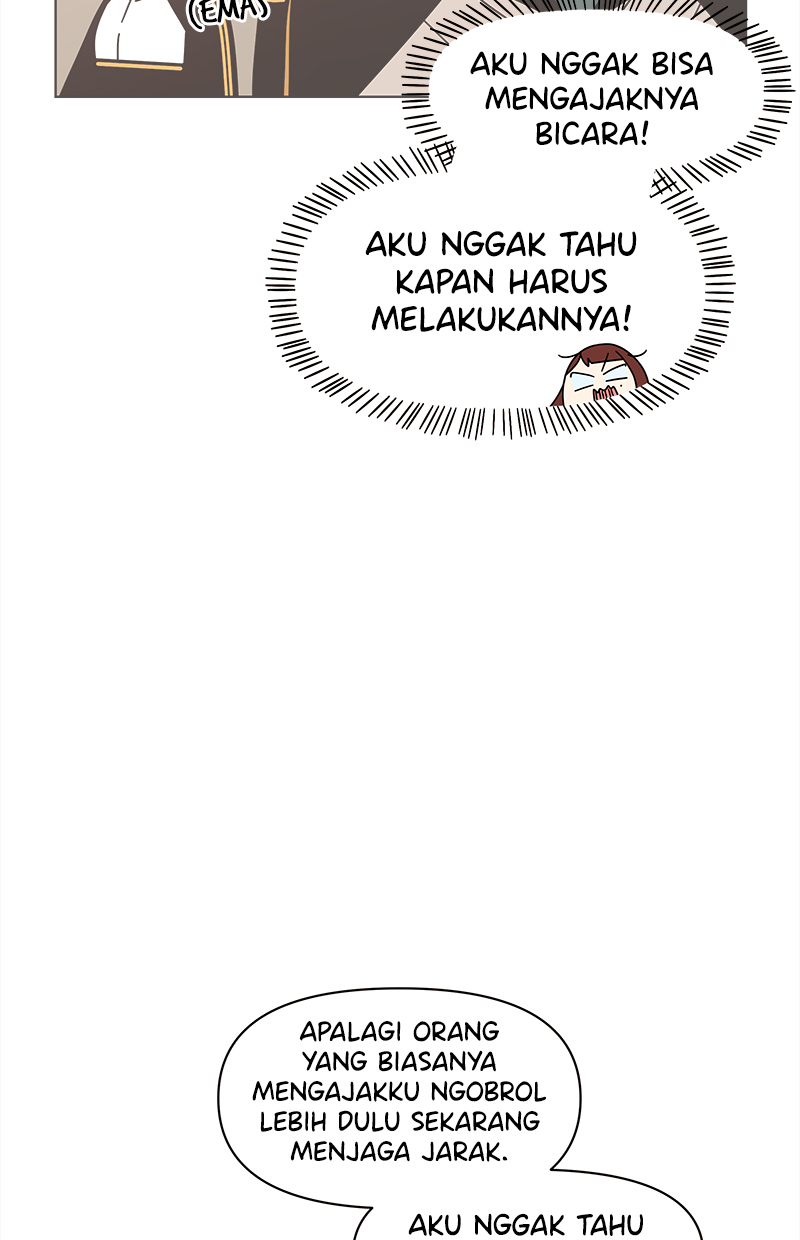 (EMA)
AKU NGGAK BISA
MENGAJAKNYA
BICARA!
AKU NGGAK TAHU
KAPAN HARUS
MELAKUKANNYA!
APALAGI ORANG
YANG BIASANYA
MENGAJAKKU NGOBROL
LEBIH DULU SEKARANG
MENJAGA JARAK.
AKU NGGAK TAHU